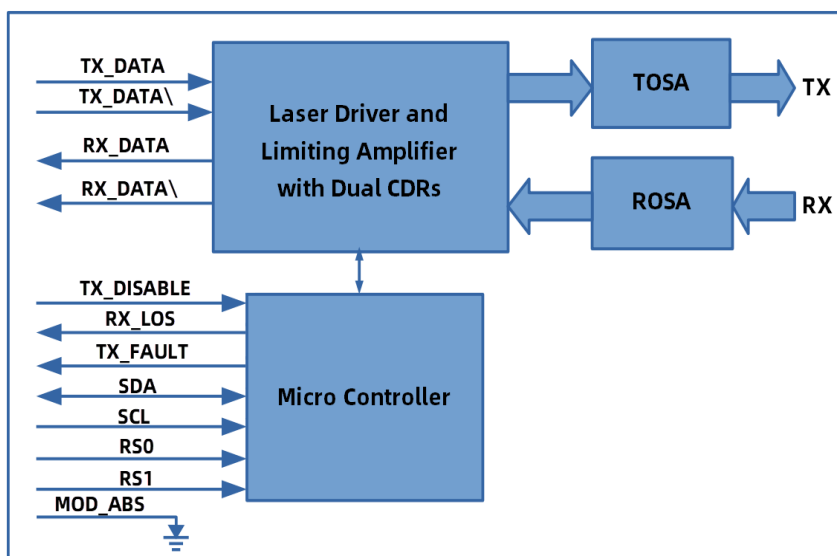 TX_DATA
TX_DATA\
RX_DATA
RX_DATA\
Laser Driver and
Limiting Amplifier
with Dual CDRs
TOSA
TX
ROSA
RX
TX_DISABLE
RX_LOS
TX_FAULT
SDA
SCL
RS0
RS1
MOD_ABS
Micro Controller